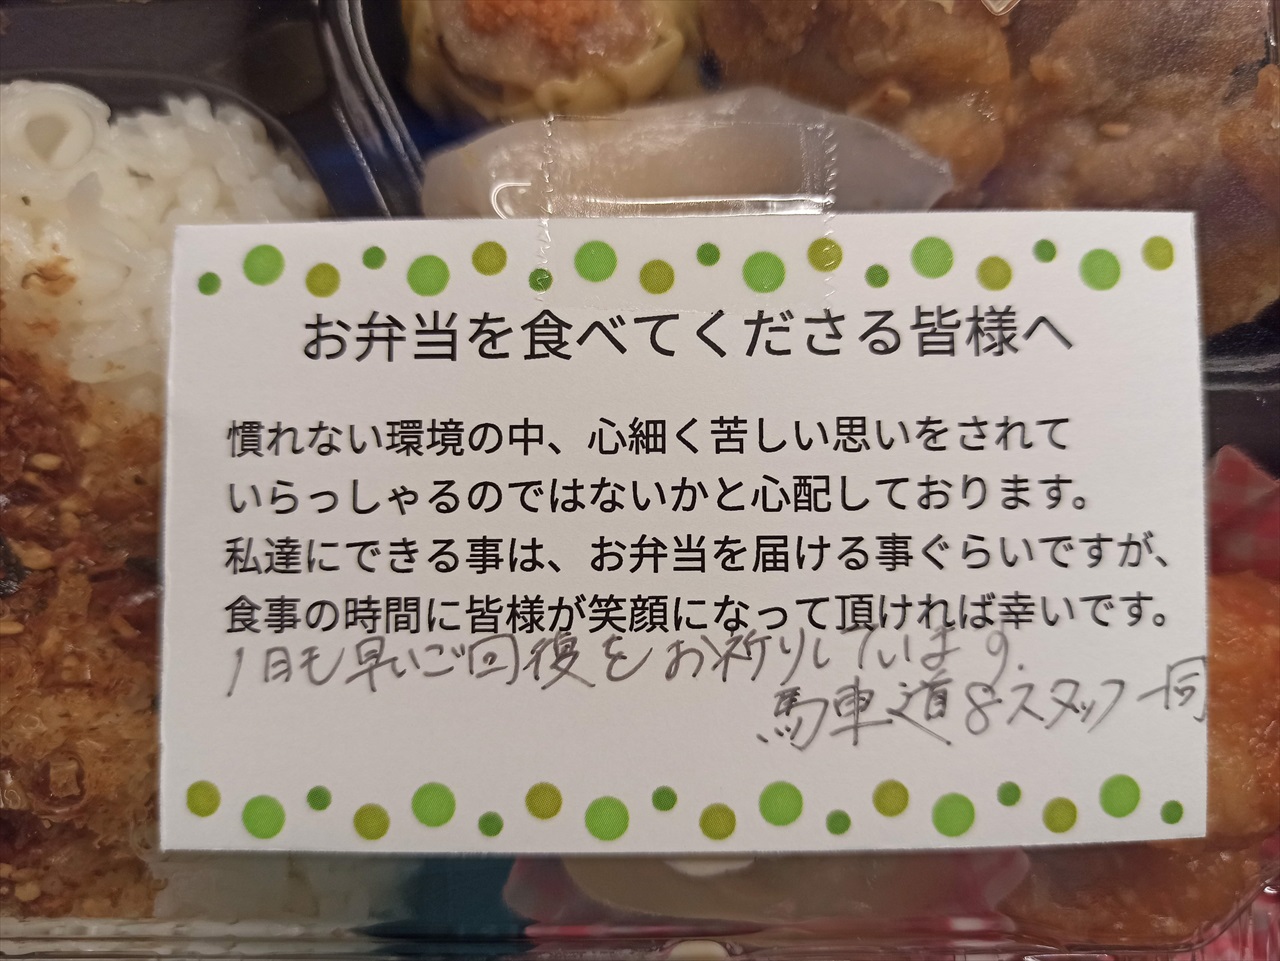 お弁当を食べてくださる皆様へ
慣れない環境の中、心細く苦しい思いをされて
いらっしゃるのではないかと心配しております。
私達にできる事は、お弁当を届ける事ぐらいですが、
食事の時間に皆様が笑顔になって頂ければ幸いです。
1日も早いご回復をお祈りしています.
馬車道8スタッフ一同